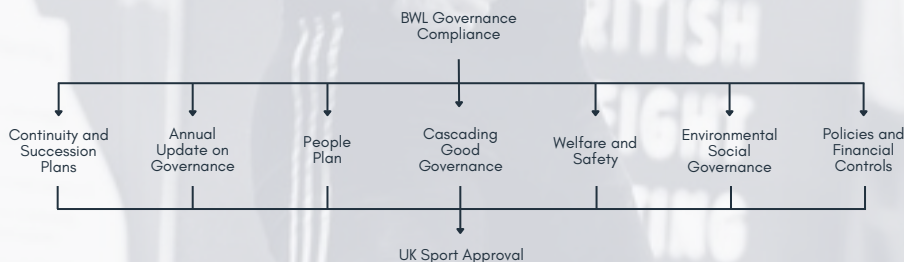 BWL Governance
Compliance
Continuity and
Succession
Plans
Annual
Update on
Governance
People
Plan
Cascading
Good
Governance
Welfare and
Safety
Environmental
Social
Governance
Policies and
Financial
Controls
UK Sport Approval